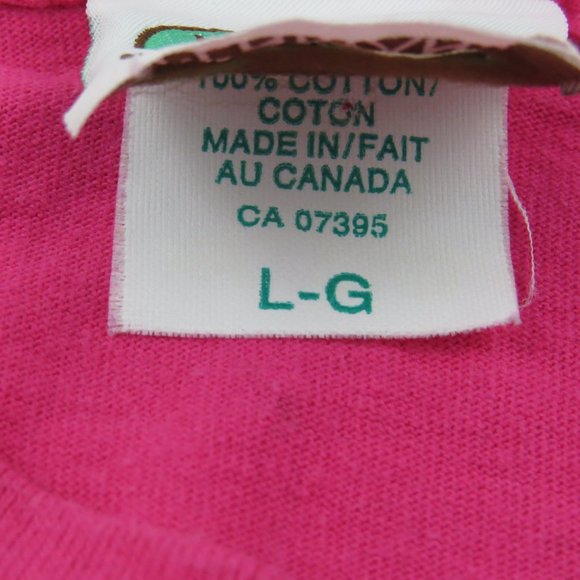 100% COTTON/
COTON
MADE IN/FAIT
AU CANADA
CA 07395
L-G